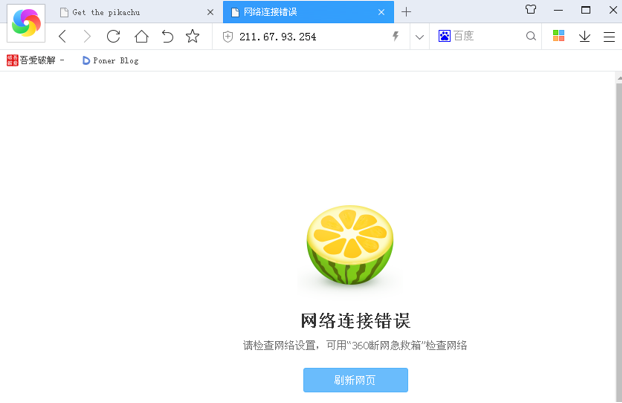 Get the pikachu
网络连接错误
211.67.93.254
百度
吾爱破解 -
Poner Blog
网络连接错误
请检查网络设置，可用"360断网急救箱"检查网络
刷新网页